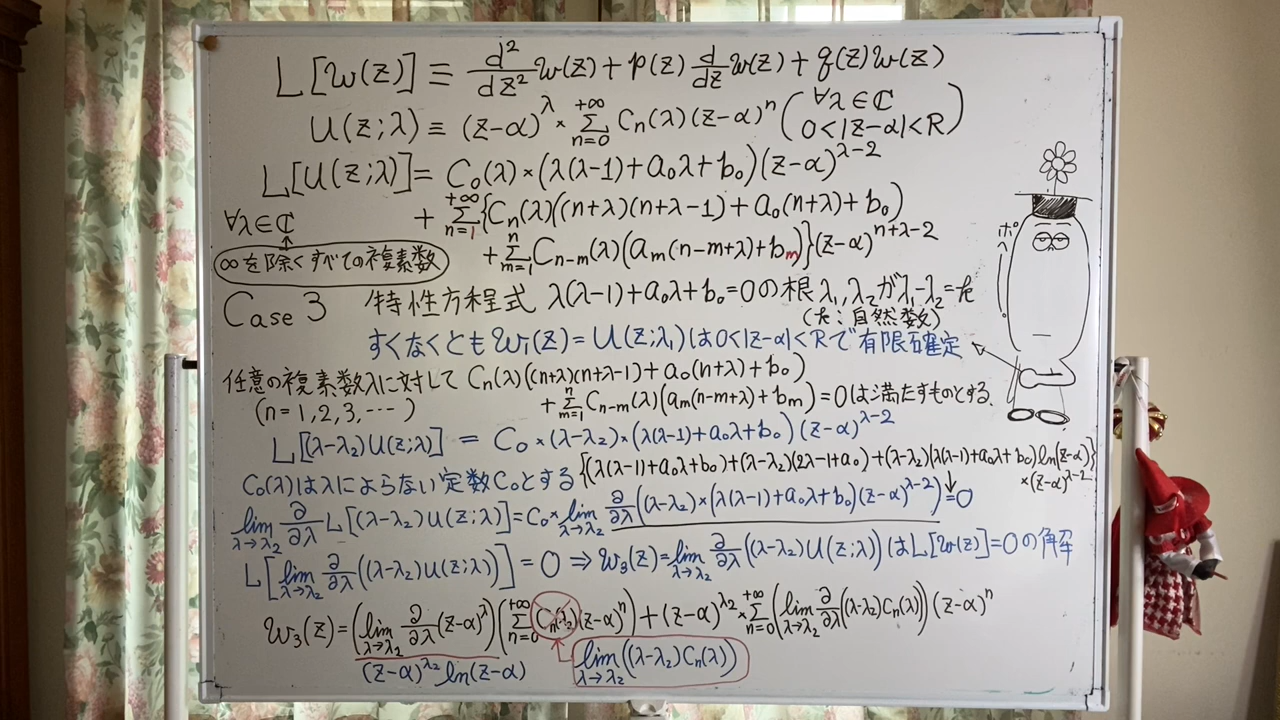 L[w(z)] ≡ d²/dz² w(z) + p(z) d/dz w(z) + q(z)w(z)
u(z;λ) ≡ (z-α)^λ × Σ_{n=0}^{+∞} Cn(λ)(z-α)^n (∀λ∈ℂ 0<|z-α|<R)
L[u(z;λ)] = C₀(λ)×(λ(λ-1)+a₀λ+b₀)(z-α)^{λ-2}
∀λ∈ℂ
+ Σ_{n=1}^{+∞}{Cn(λ)((n+λ)(n+λ-1)+a₀(n+λ)+b₀)
∞を除くすべての複素数
+ Σ_{m=1}^{n} C_{n-m}(λ)(a_m(n-m+λ)+b_m)}(z-α)^{n+λ-2}
ポヘ
Case 3 特性方程式 λ(λ-1)+a₀λ+b₀=0の根λ₁,λ₂がλ₁-λ₂=k
(k:自然数)
すくなくともw₁(z)=u(z;λ₁)は0<|z-α|<Rで有限確定
任意の複素数λに対して Cn(λ)((n+λ)(n+λ-1)+a₀(n+λ)+b₀)
(n=1,2,3,……) + Σ_{m=1}^{n} C_{n-m}(λ)(a_m(n-m+λ)+b_m)=0は満たすものとする
L[(λ-λ₂)u(z;λ)] = C₀×(λ-λ₂)×(λ(λ-1)+a₀λ+b₀)(z-α)^{λ-2}
C₀(λ)はλによらない定数C₀とする {(λ(λ-1)+a₀λ+b₀)+(λ-λ₂)(2λ-1+a₀)+(λ-λ₂)(λ(λ-1)+a₀λ+b₀)ln(z-α)}×(z-α)^{λ-2}
lim_{λ→λ₂} ∂/∂λ L[(λ-λ₂)u(z;λ)] = C₀×lim_{λ→λ₂} ∂/∂λ((λ-λ₂)×(λ(λ-1)+a₀λ+b₀)(z-α)^{λ-2}) = 0
L[lim_{λ→λ₂} ∂/∂λ((λ-λ₂)u(z;λ))] = 0 ⇒ w₃(z)=lim_{λ→λ₂} ∂/∂λ((λ-λ₂)u(z;λ))はL[w(z)]=0の解
w₃(z)=(lim_{λ→λ₂} ∂/∂λ(z-α)^λ)(Σ_{n=0}^{+∞} Cn(λ₂)(z-α)^n)+(z-α)^{λ₂}×Σ_{n=0}^{+∞}(lim_{λ→λ₂} ∂/∂λ((λ-λ₂)Cn(λ)))(z-α)^n
(z-α)^{λ₂} ln(z-α) lim_{λ→λ₂}((λ-λ₂)Cn(λ))